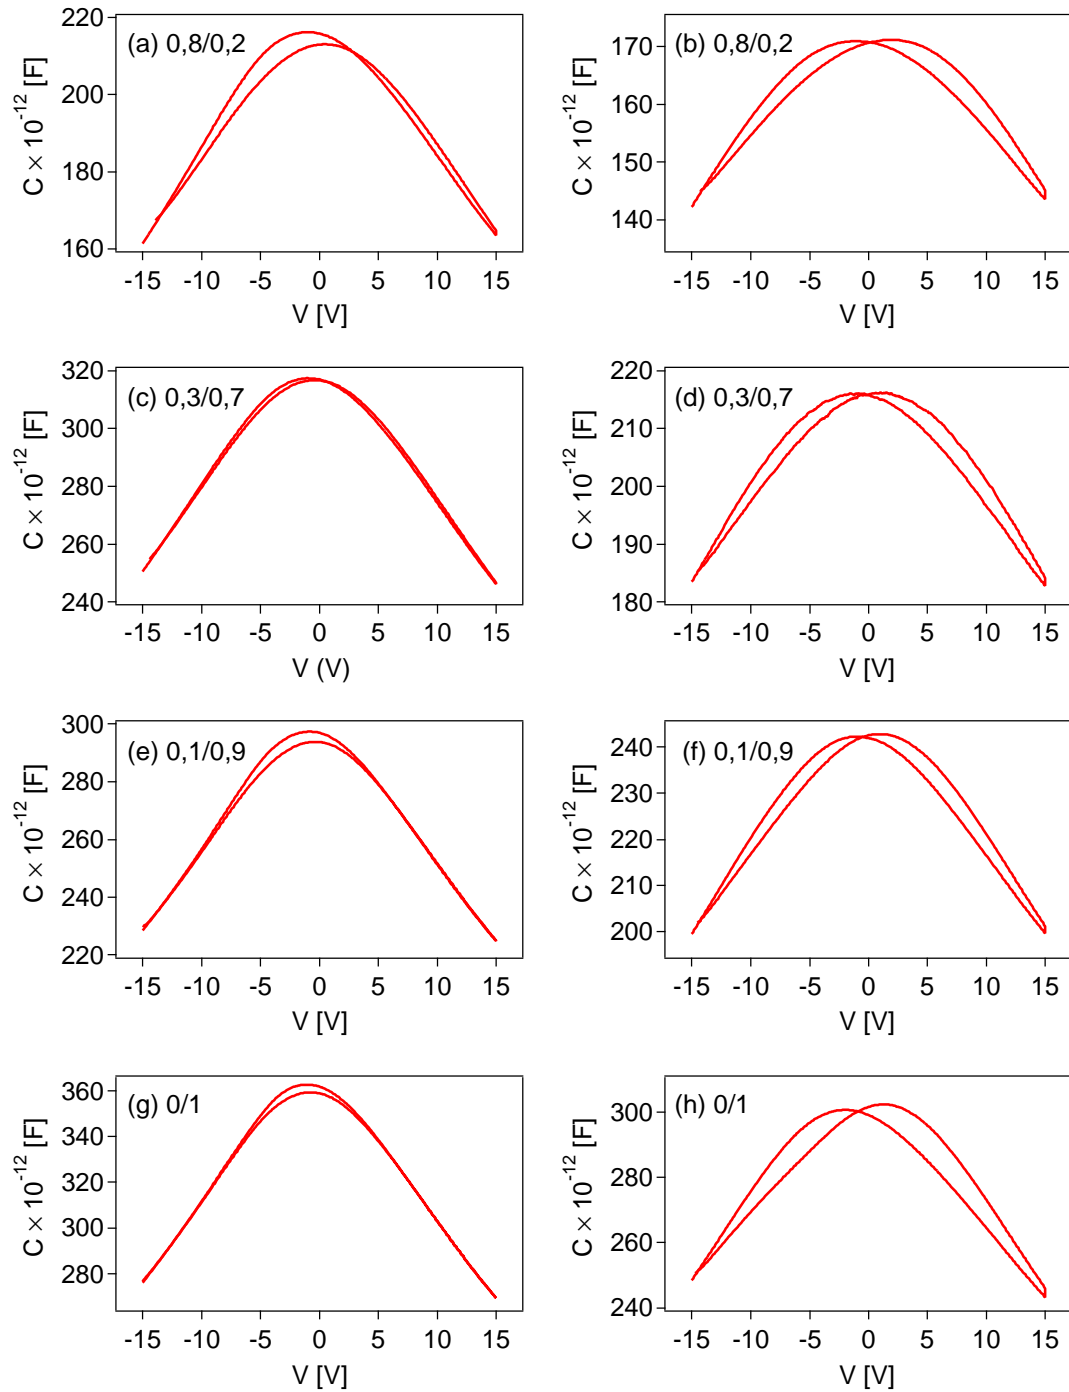 220
200
180
160
C × 10-12 [F]
(a) 0,8/0,2
-15 -10 -5 0 5 10 15
V [V]
170
160
150
140
C × 10-12 [F]
(b) 0,8/0,2
-15 -10 -5 0 5 10 15
V [V]
320
300
280
260
240
C × 10-12 [F]
(c) 0,3/0,7
-15 -10 -5 0 5 10 15
V (V)
220
210
200
190
180
C × 10-12 [F]
(d) 0,3/0,7
-15 -10 -5 0 5 10 15
V [V]
300
280
260
240
220
C × 10-12 [F]
(e) 0,1/0,9
-15 -10 -5 0 5 10 15
V [V]
240
230
220
210
200
C × 10-12 [F]
(f) 0,1/0,9
-15 -10 -5 0 5 10 15
V [V]
360
340
320
300
280
C × 10-12 [F]
(g) 0/1
-15 -10 -5 0 5 10 15
V [V]
300
280
260
240
C × 10-12 [F]
(h) 0/1
-15 -10 -5 0 5 10 15
V [V]